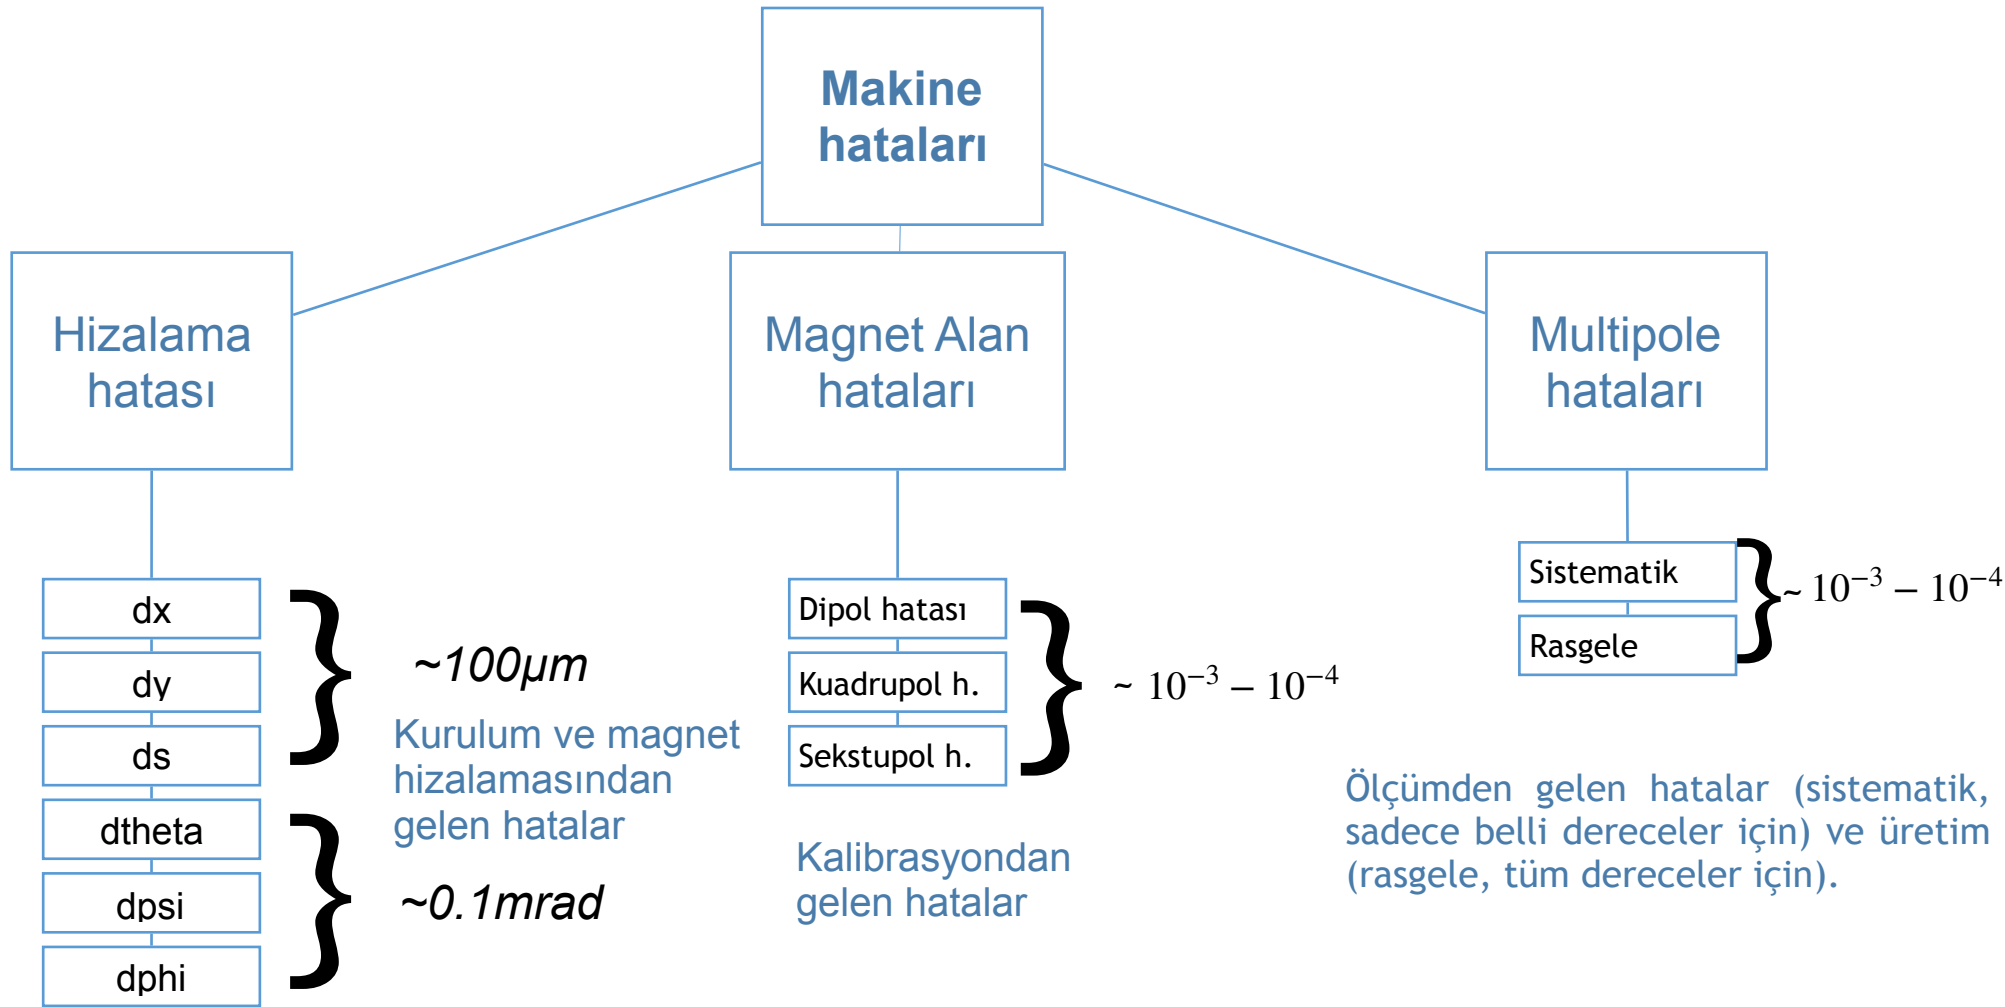 Makine
hataları
Hizalama
hatası
Magnet Alan
hataları
Multipole
hataları
dx
dy
ds
dtheta
dpsi
dphi
~100µm
Kurulum ve magnet
hizalamasından
gelen hatalar
~0.1mrad
Dipol hatası
Kuadrupol h.
Sekstupol h.
~ 10⁻³ – 10⁻⁴
Kalibrasyondan
gelen hatalar
Sistematik
Rasgele
~ 10⁻³ – 10⁻⁴
Ölçümden gelen hatalar (sistematik,
sadece belli dereceler için) ve üretim
(rasgele, tüm dereceler için).